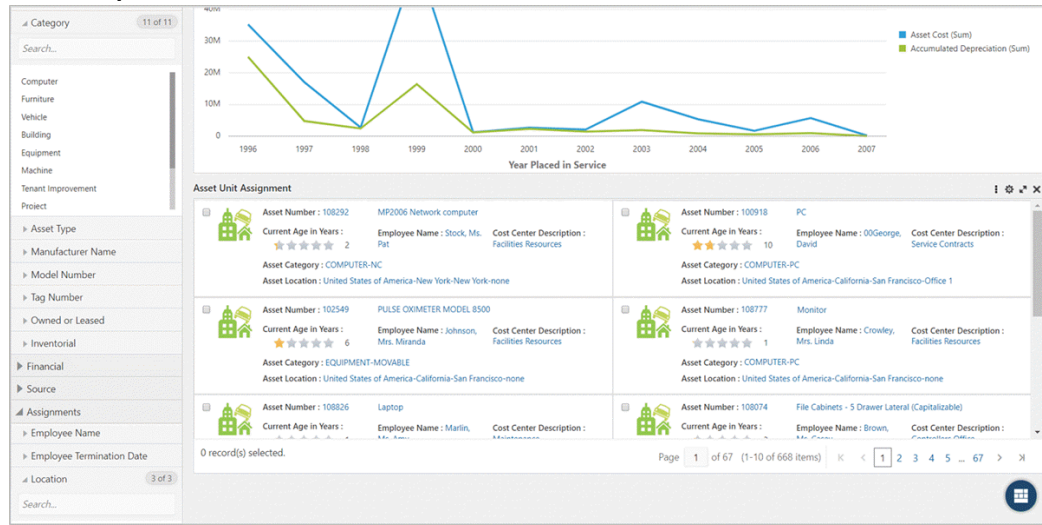 Category 11 of 11
Search...
Computer
Furniture
Vehicle
Building
Equipment
Machine
Tenant Improvement
Project
Asset Type
Manufacturer Name
Model Number
Tag Number
Owned or Leased
Inventorial
Financial
Source
Assignments
Employee Name
Employee Termination Date
Location 3 of 3
Search...
40M
30M
20M
10M
0
1996 1997 1998 1999 2000 2001 2002 2003 2004 2005 2006 2007
Year Placed in Service
Asset Cost (Sum)
Accumulated Depreciation (Sum)
Asset Unit Assignment
Asset Number : 108292 MP2006 Network computer
Current Age in Years : 2
Employee Name : Stock, Ms. Pat
Cost Center Description : Facilities Resources
Asset Category : COMPUTER-NC
Asset Location : United States of America-New York-New York-none
Asset Number : 100918 PC
Current Age in Years : 10
Employee Name : 00George, David
Cost Center Description : Service Contracts
Asset Category : COMPUTER-PC
Asset Location : United States of America-California-San Francisco-Office 1
Asset Number : 102549 PULSE OXIMETER MODEL 8500
Current Age in Years : 6
Employee Name : Johnson, Mrs. Miranda
Cost Center Description : Facilities Resources
Asset Category : EQUIPMENT-MOVABLE
Asset Location : United States of America-California-San Francisco-none
Asset Number : 108777 Monitor
Current Age in Years : 1
Employee Name : Crowley, Mrs. Linda
Cost Center Description : Facilities Resources
Asset Category : COMPUTER-PC
Asset Location : United States of America-California-San Francisco-none
Asset Number : 108826 Laptop
Current Age in Years :
Employee Name : Marlin,
Cost Center Description :
Asset Number : 108074 File Cabinets - 5 Drawer Lateral (Capitalizable)
Current Age in Years :
Employee Name : Brown,
Cost Center Description :
0 record(s) selected.
Page 1 of 67 (1-10 of 668 items) K < 1 2 3 4 5 ... 67 >